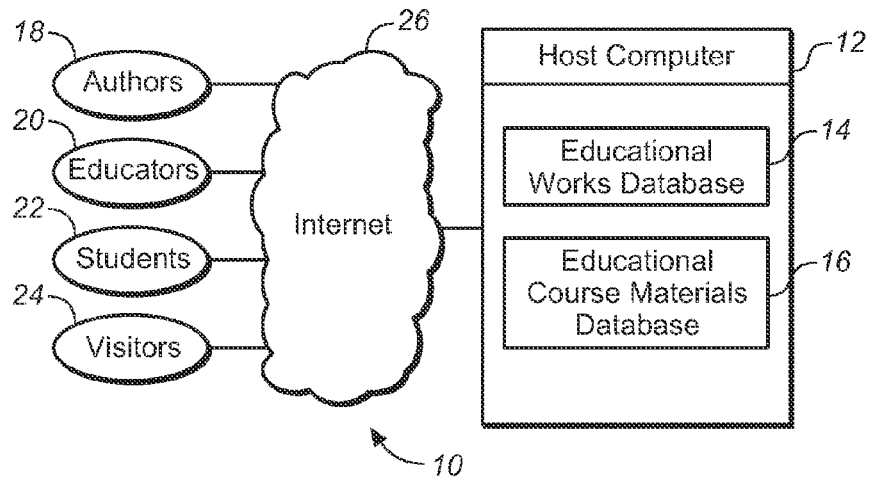 18
Authors
20
Educators
22
Students
24
Visitors
26
Internet
Host Computer
12
Educational
Works Database
14
Educational
Course Materials
Database
16
10